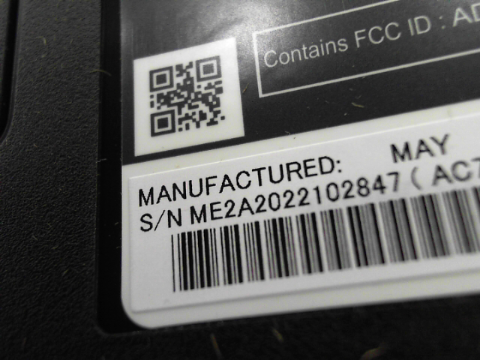 Contains FCC ID : AD
MANUFACTURED: MAY
S/N ME2A2022102847 ( AC7